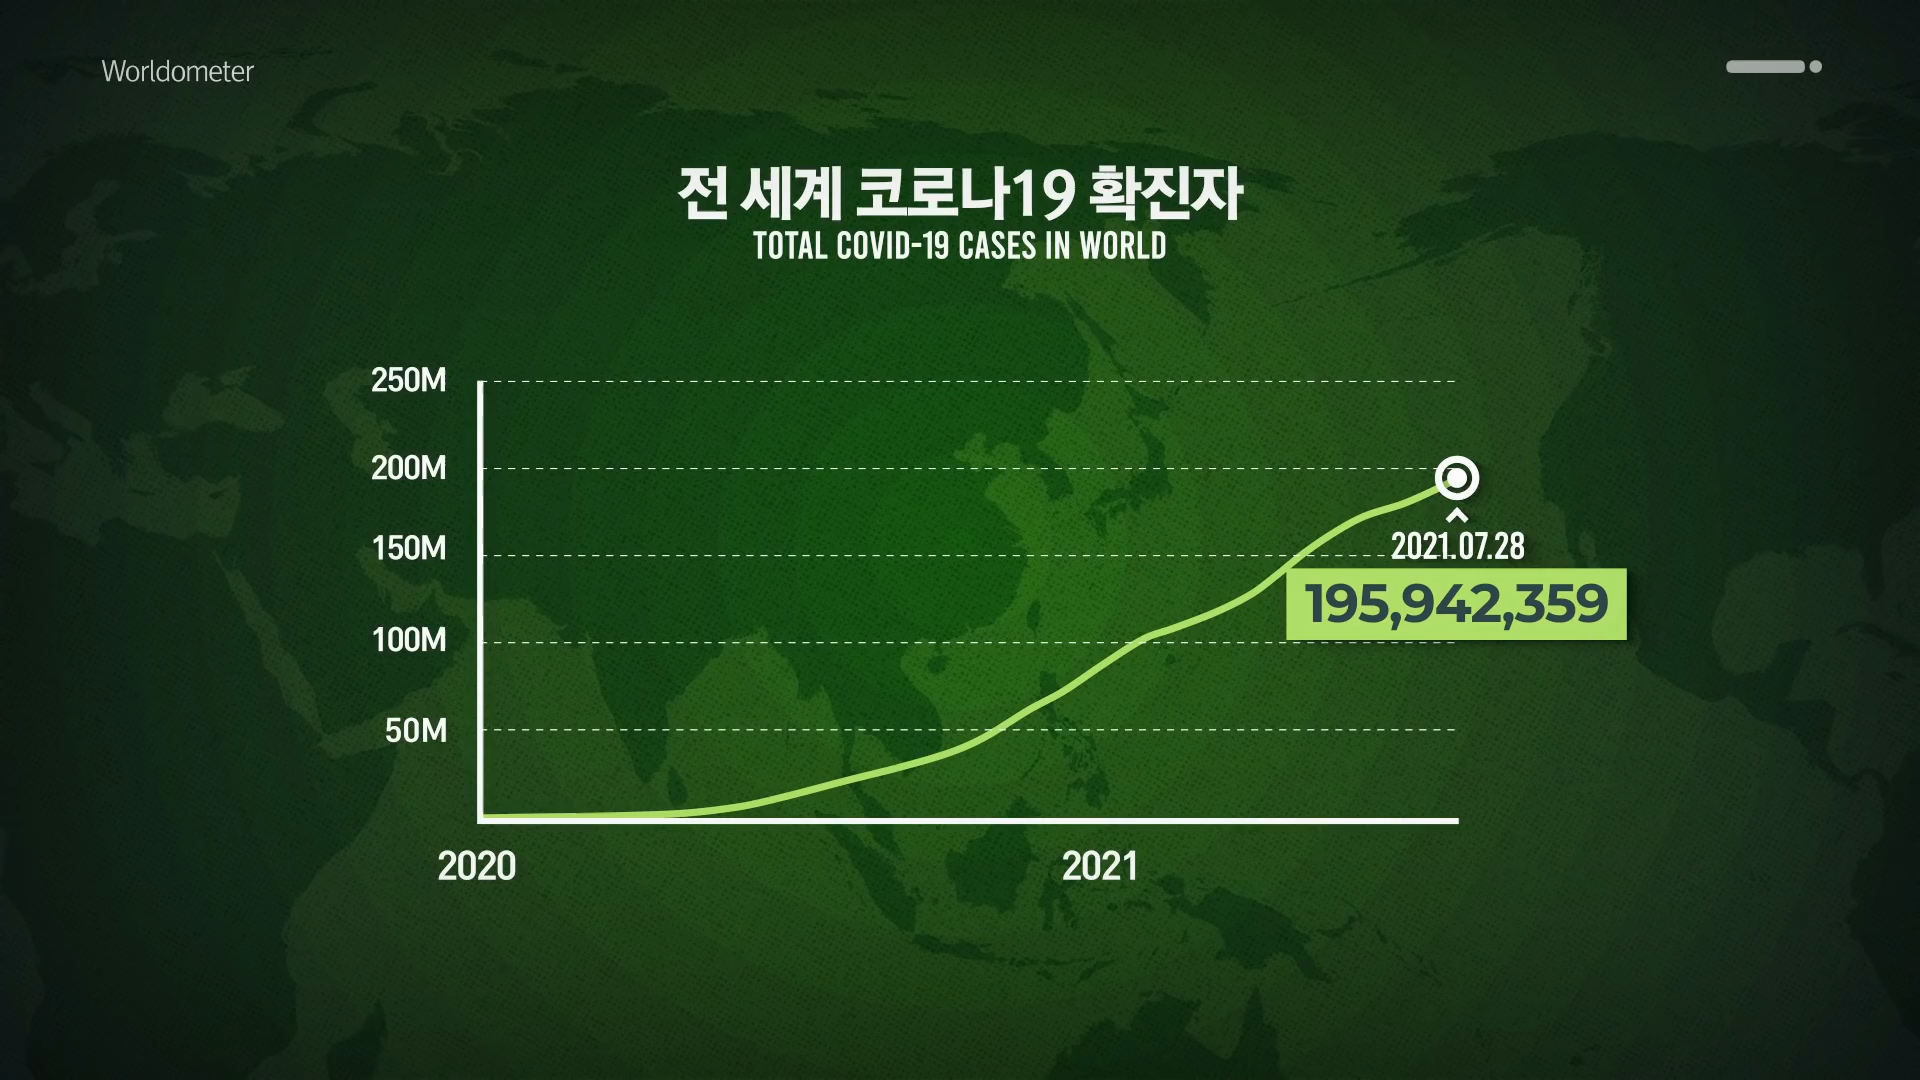 Worldometer
전 세계 코로나19 확진자
TOTAL COVID-19 CASES IN WORLD
250M
200M
150M
100M
50M
2021.07.28
195,942,359
2020
2021